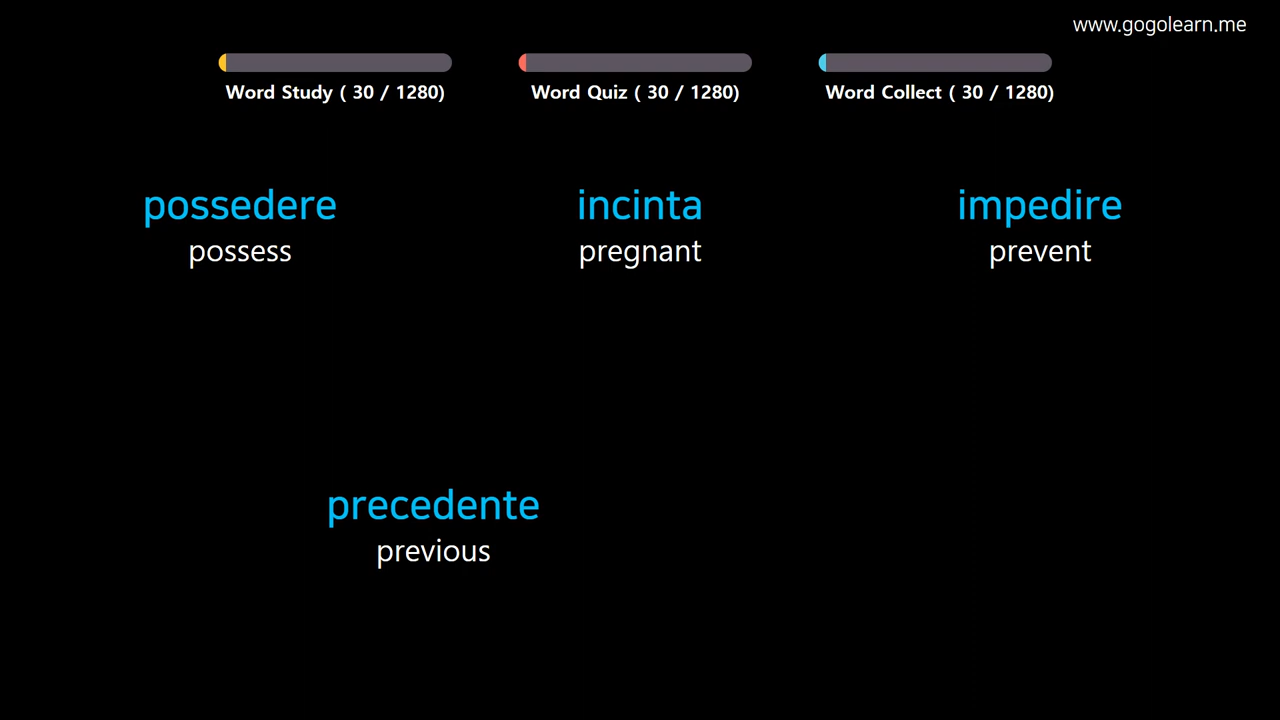 www.gogolearn.me
Word Study ( 30 / 1280)
Word Quiz ( 30 / 1280)
Word Collect ( 30 / 1280)
possedere
possess
incinta
pregnant
impedire
prevent
precedente
previous